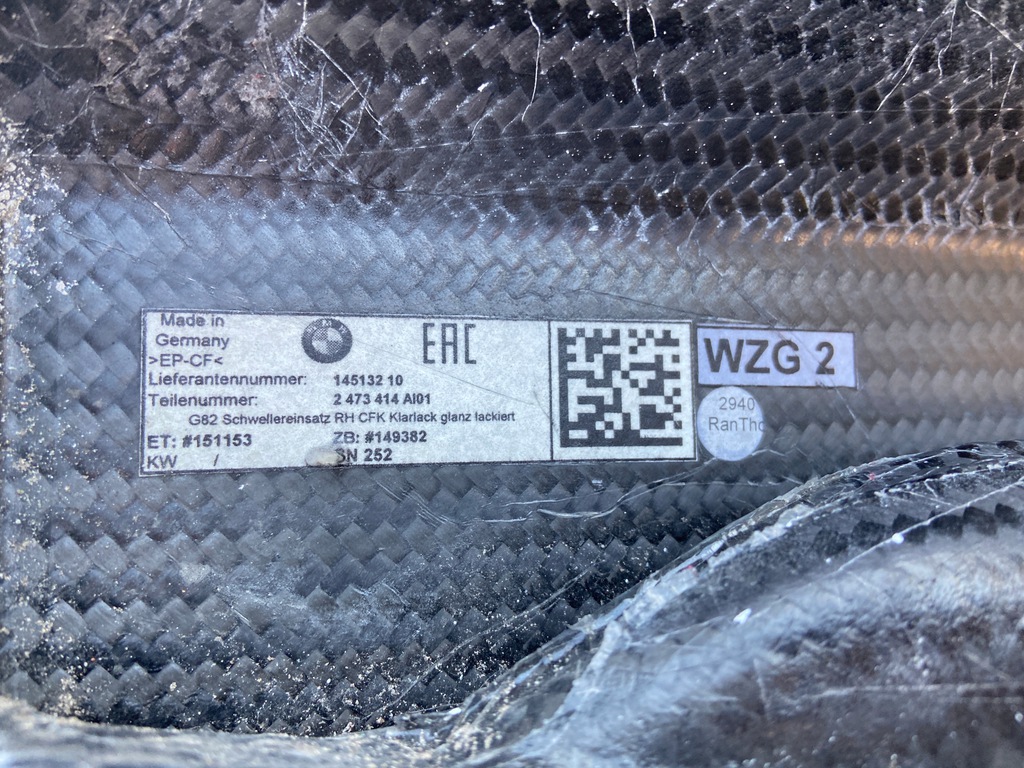 Made in
Germany
>EP-CF<
EAC
Lieferantennummer: 145132 10
Teilenummer: 2 473 414 AI01
G82 Schwellereinsatz RH CFK Klarlack glanz lackiert
ET: #151153 ZB: #149382
KW / SN 252
WZG 2
2940